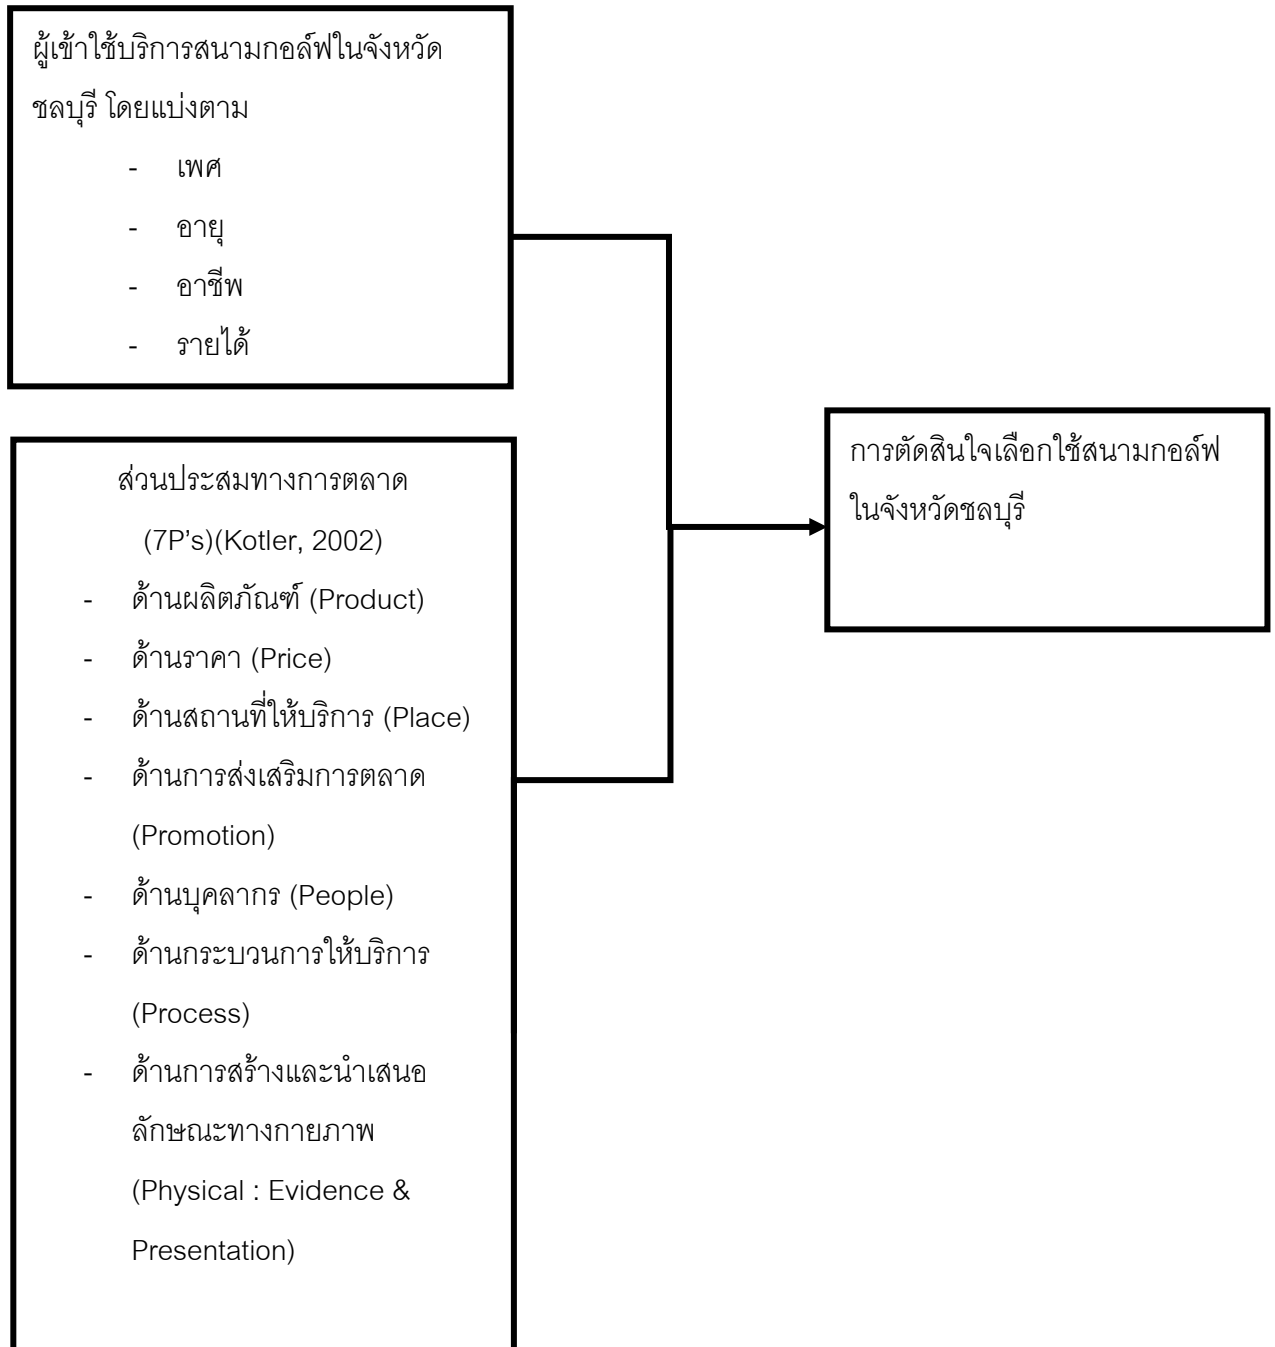 ผู้เข้าใช้บริการสนามกอล์ฟในจังหวัด
ชลบุรี โดยแบ่งตาม
- เพศ
- อายุ
- อาชีพ
- รายได้
ส่วนประสมทางการตลาด
(7P’s)(Kotler, 2002)
- ด้านผลิตภัณฑ์ (Product)
- ด้านราคา (Price)
- ด้านสถานที่ให้บริการ (Place)
- ด้านการส่งเสริมการตลาด
(Promotion)
- ด้านบุคลากร (People)
- ด้านกระบวนการให้บริการ
(Process)
- ด้านการสร้างและนำเสนอ
ลักษณะทางกายภาพ
(Physical : Evidence &
Presentation)
การตัดสินใจเลือกใช้สนามกอล์ฟ
ในจังหวัดชลบุรี